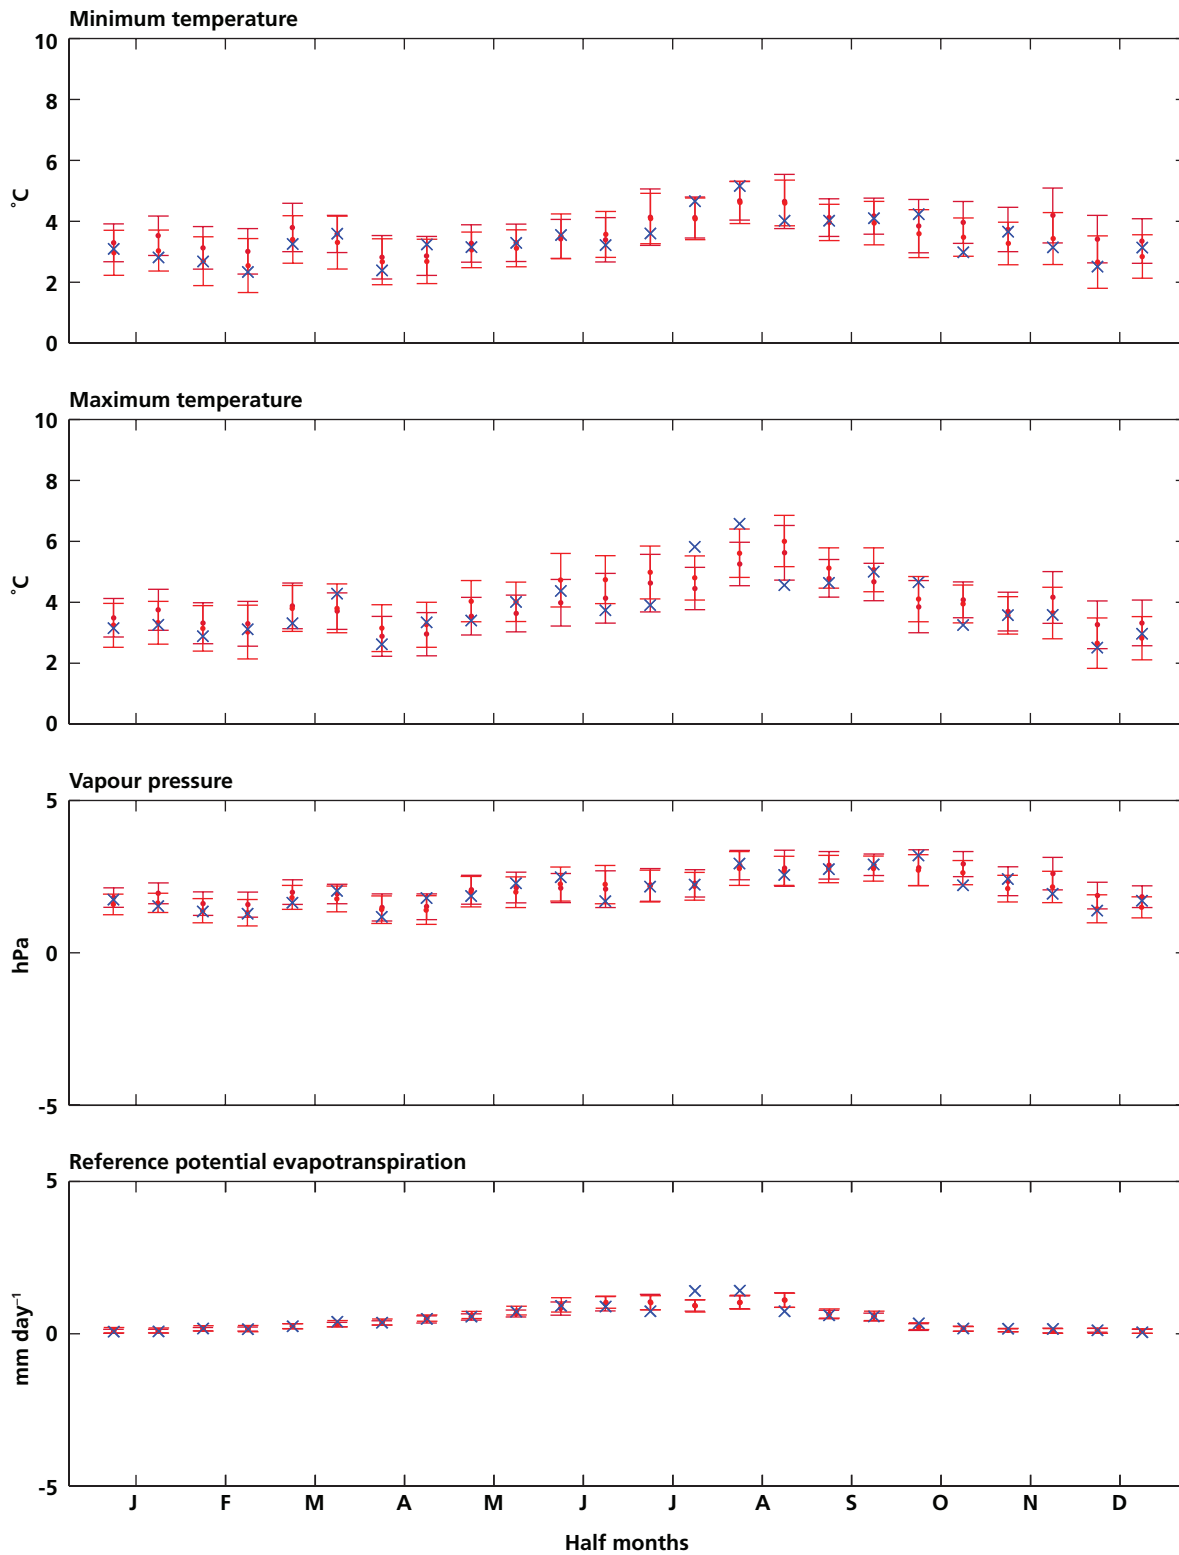 Minimum temperature
10
8
6
4
2
0
°C
Maximum temperature
10
8
6
4
2
0
°C
Vapour pressure
5
0
-5
hPa
Reference potential evapotranspiration
5
0
-5
mm day⁻¹
J F M A M J J A S O N D
Half months